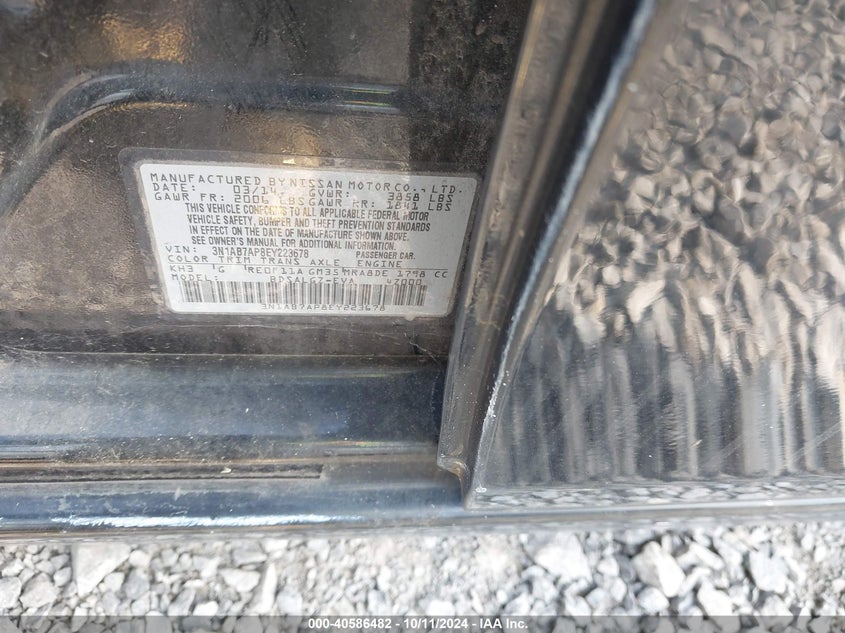 MANUFACTURED BY NISSAN MOTOR CO., LTD.
DATE: 03/14 GVWR: 3858 LBS
GAWR FR: 2006 LBS GAWR RR: 1841 LBS
THIS VEHICLE CONFORMS TO ALL APPLICABLE FEDERAL MOTOR
VEHICLE SAFETY, BUMPER AND THEFT PREVENTION STANDARDS
IN EFFECT ON THE DATE OF MANUFACTURE SHOWN ABOVE.
SEE OWNER'S MANUAL FOR ADDITIONAL INFORMATION.
VIN: 3N1AB7AP8EY223678
COLOR TRIM TRANS AXLE ENGINE
KH3 G RE0F11A GM35 MRA8DE 1798 CC
BDSALG7-EVA 47000
3N1AB7AP8EY223678
000-40586482 - 10/11/2024 - IAA Inc.